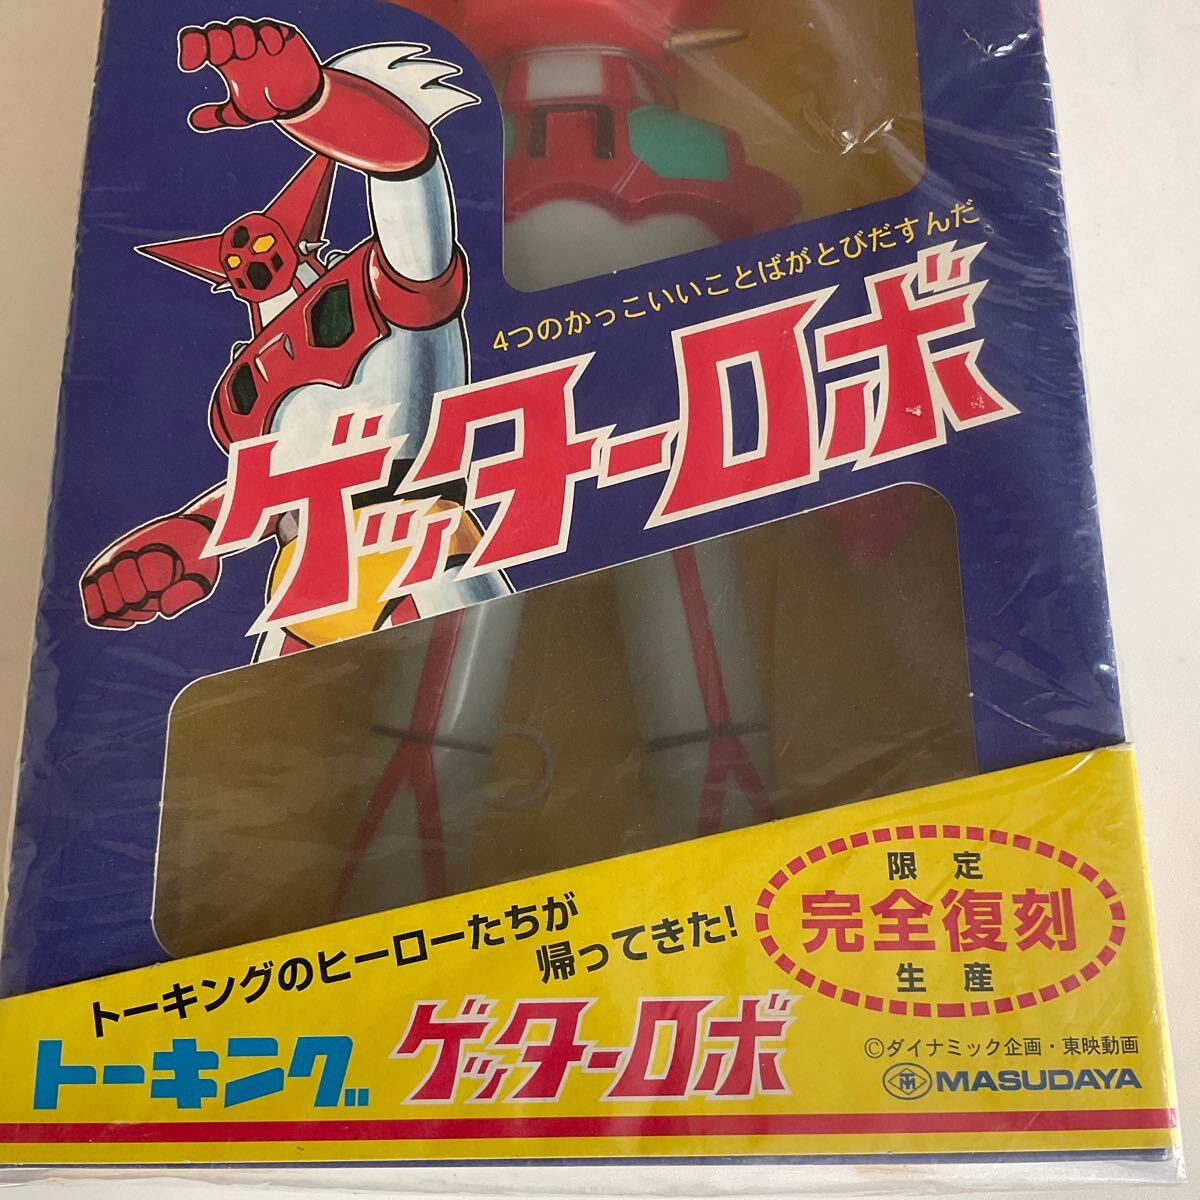 4つのかっこいいことばがとびだすんだ
ゲッターロボ
トーキングのヒーローたちが
帰ってきた!
限定
完全復刻
生産
トーキング
ゲッターロボ
©ダイナミック企画・東映動画
MASUDAYA